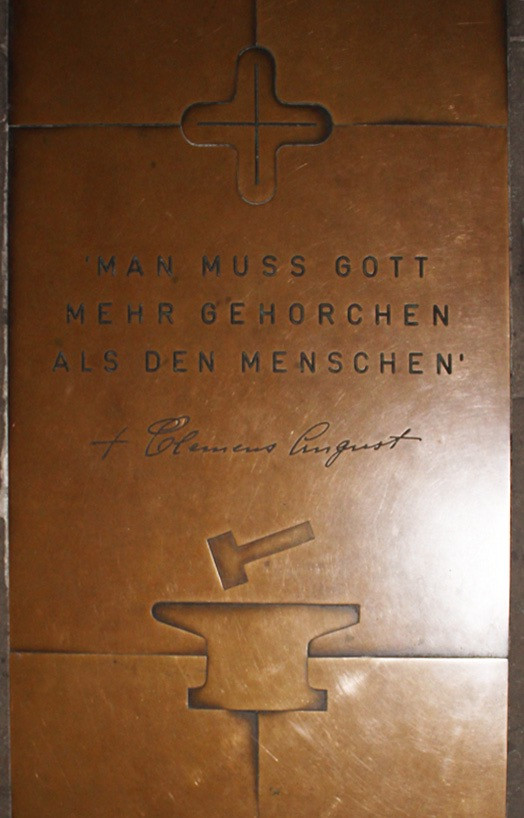 'MAN MUSS GOTT
MEHR GEHORCHEN
ALS DEN MENSCHEN'
+ Clemens August